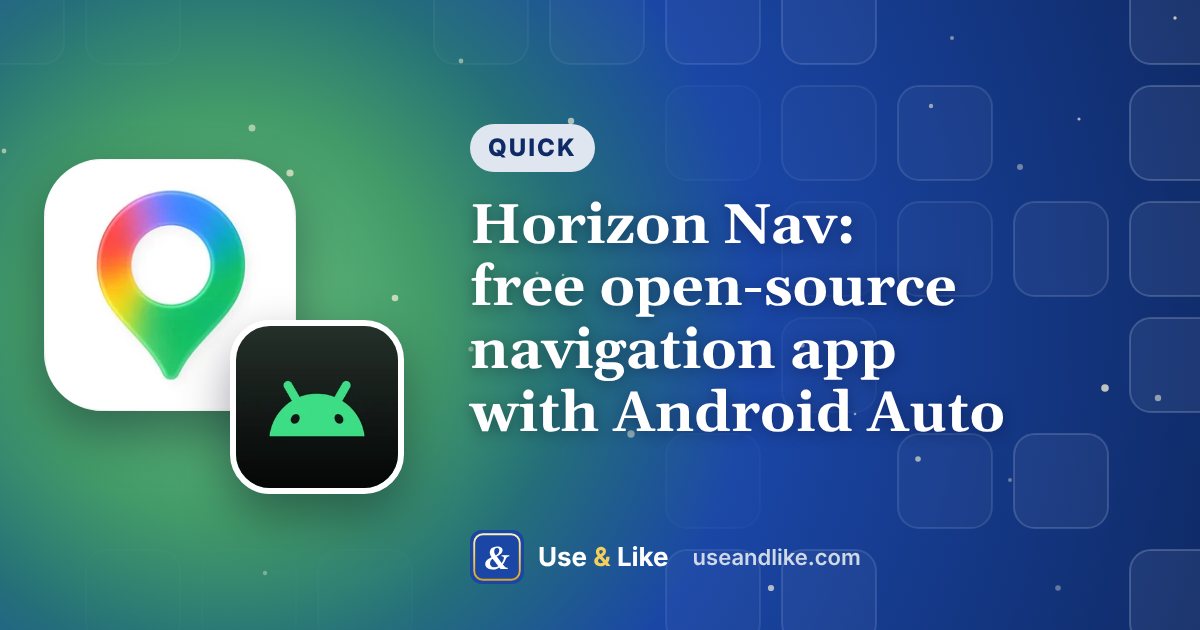 QUICK
Horizon Nav:
free open-source
navigation app
with Android Auto
& Use & Like useandlike.com